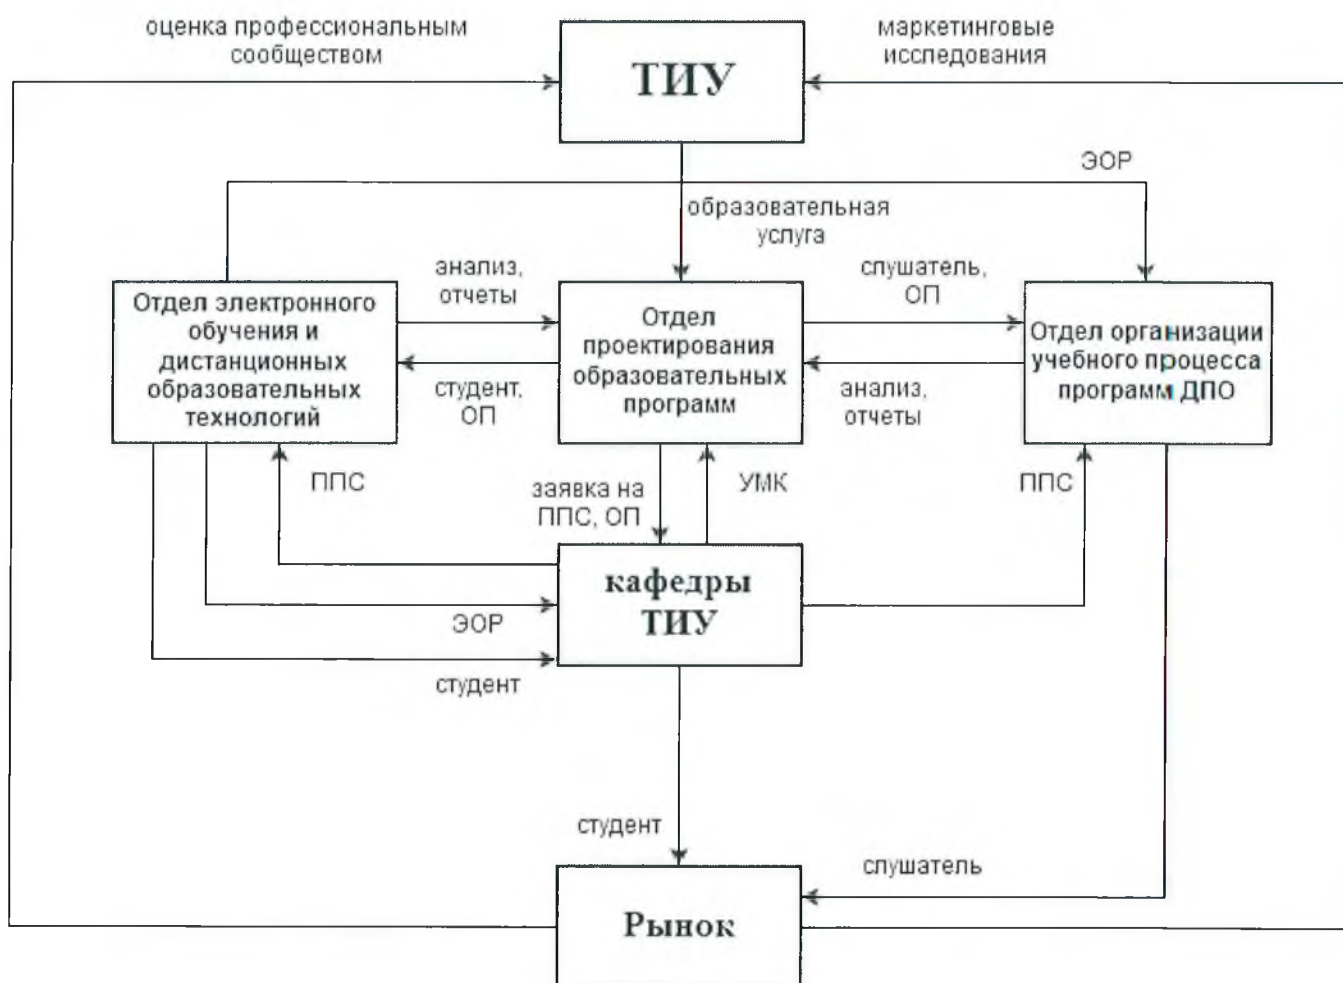 оценка профессиональным
сообществом
ТИУ
маркетинговые
исследования
ЭОР
образовательная
услуга
анализ,
отчеты
слушатель,
ОП
Отдел электронного
обучения и
дистанционных
образовательных
технологий
Отдел
проектирования
образовательных
программ
Отдел организации
учебного процесса
программ ДПО
студент,
ОП
анализ,
отчеты
ППС
заявка на
ППС, ОП
УМК
ППС
кафедры
ТИУ
ЭОР
студент
студент
слушатель
Рынок